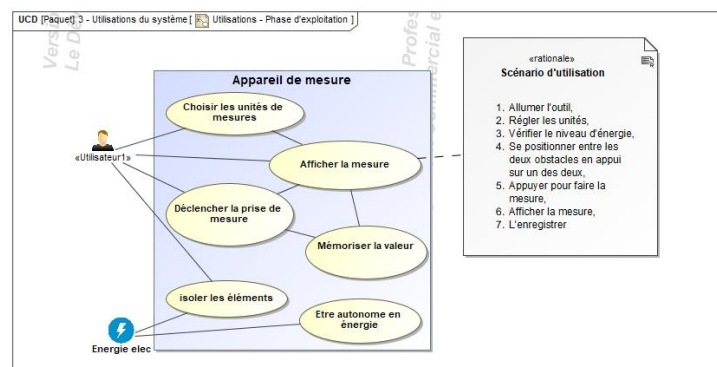 UCD [Paquet] 3 - Utilisations du système [ Utilisations - Phase d'exploitation ]
Appareil de mesure
Choisir les unités de
mesures
«Utilisateur1»
Afficher la mesure
Déclencher la prise de
mesure
Mémoriser la valeur
isoler les éléments
Etre autonome en
énergie
Energie elec
«rationale»
Scénario d'utilisation
1. Allumer l'outil,
2. Régler les unités,
3. Vérifier le niveau d'énergie,
4. Se positionner entre les
deux obstacles en appui
sur un des deux,
5. Appuyer pour faire la
mesure,
6. Afficher la mesure,
7. L'enregistrer